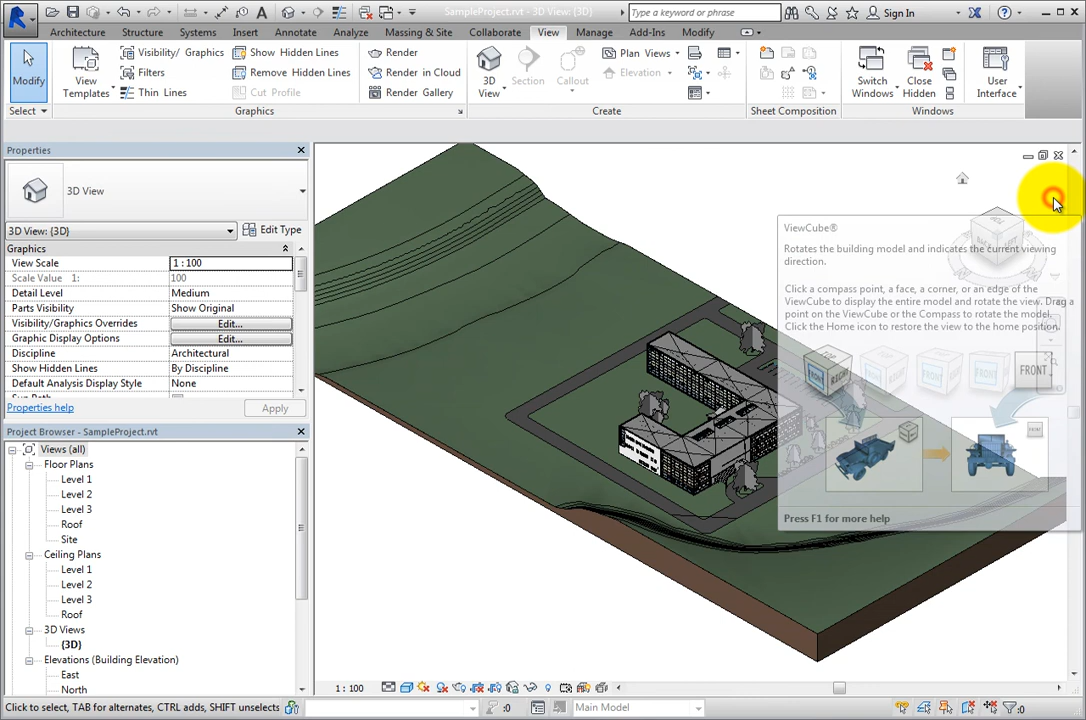 SampleProject.rvt - 3D View: {3D}
Type a keyword or phrase
Sign In
Architecture Structure Systems Insert Annotate Analyze Massing & Site Collaborate View Manage Add-Ins Modify
Modify
View Templates
Visibility/ Graphics
Filters
Thin Lines
Show Hidden Lines
Remove Hidden Lines
Cut Profile
Render
Render in Cloud
Render Gallery
3D View
Section
Callout
Plan Views
Elevation
Switch Windows
Close Hidden
User Interface
Select
Graphics
Create
Sheet Composition
Windows
Properties
3D View
3D View: {3D}
Edit Type
Graphics
View Scale 1 : 100
Scale Value 1: 100
Detail Level Medium
Parts Visibility Show Original
Visibility/Graphics Overrides Edit...
Graphic Display Options Edit...
Discipline Architectural
Show Hidden Lines By Discipline
Default Analysis Display Style None
Sun Path
Properties help
Apply
Project Browser - SampleProject.rvt
Views (all)
Floor Plans
Level 1
Level 2
Level 3
Roof
Site
Ceiling Plans
Level 1
Level 2
Level 3
Roof
3D Views
{3D}
Elevations (Building Elevation)
East
North
TOP
BACK LEFT
ViewCube®
Rotates the building model and indicates the current viewing
direction.
Click a compass point, a face, a corner, or an edge of the
ViewCube to display the entire model and rotate the view. Drag a
point on the ViewCube or the Compass to rotate the model.
Click the Home icon to restore the view to the home position.
TOP
FRONT RIGHT
FRONT
Press F1 for more help
1 : 100
Click to select, TAB for alternates, CTRL adds, SHIFT unselects
:0
Main Model
:0